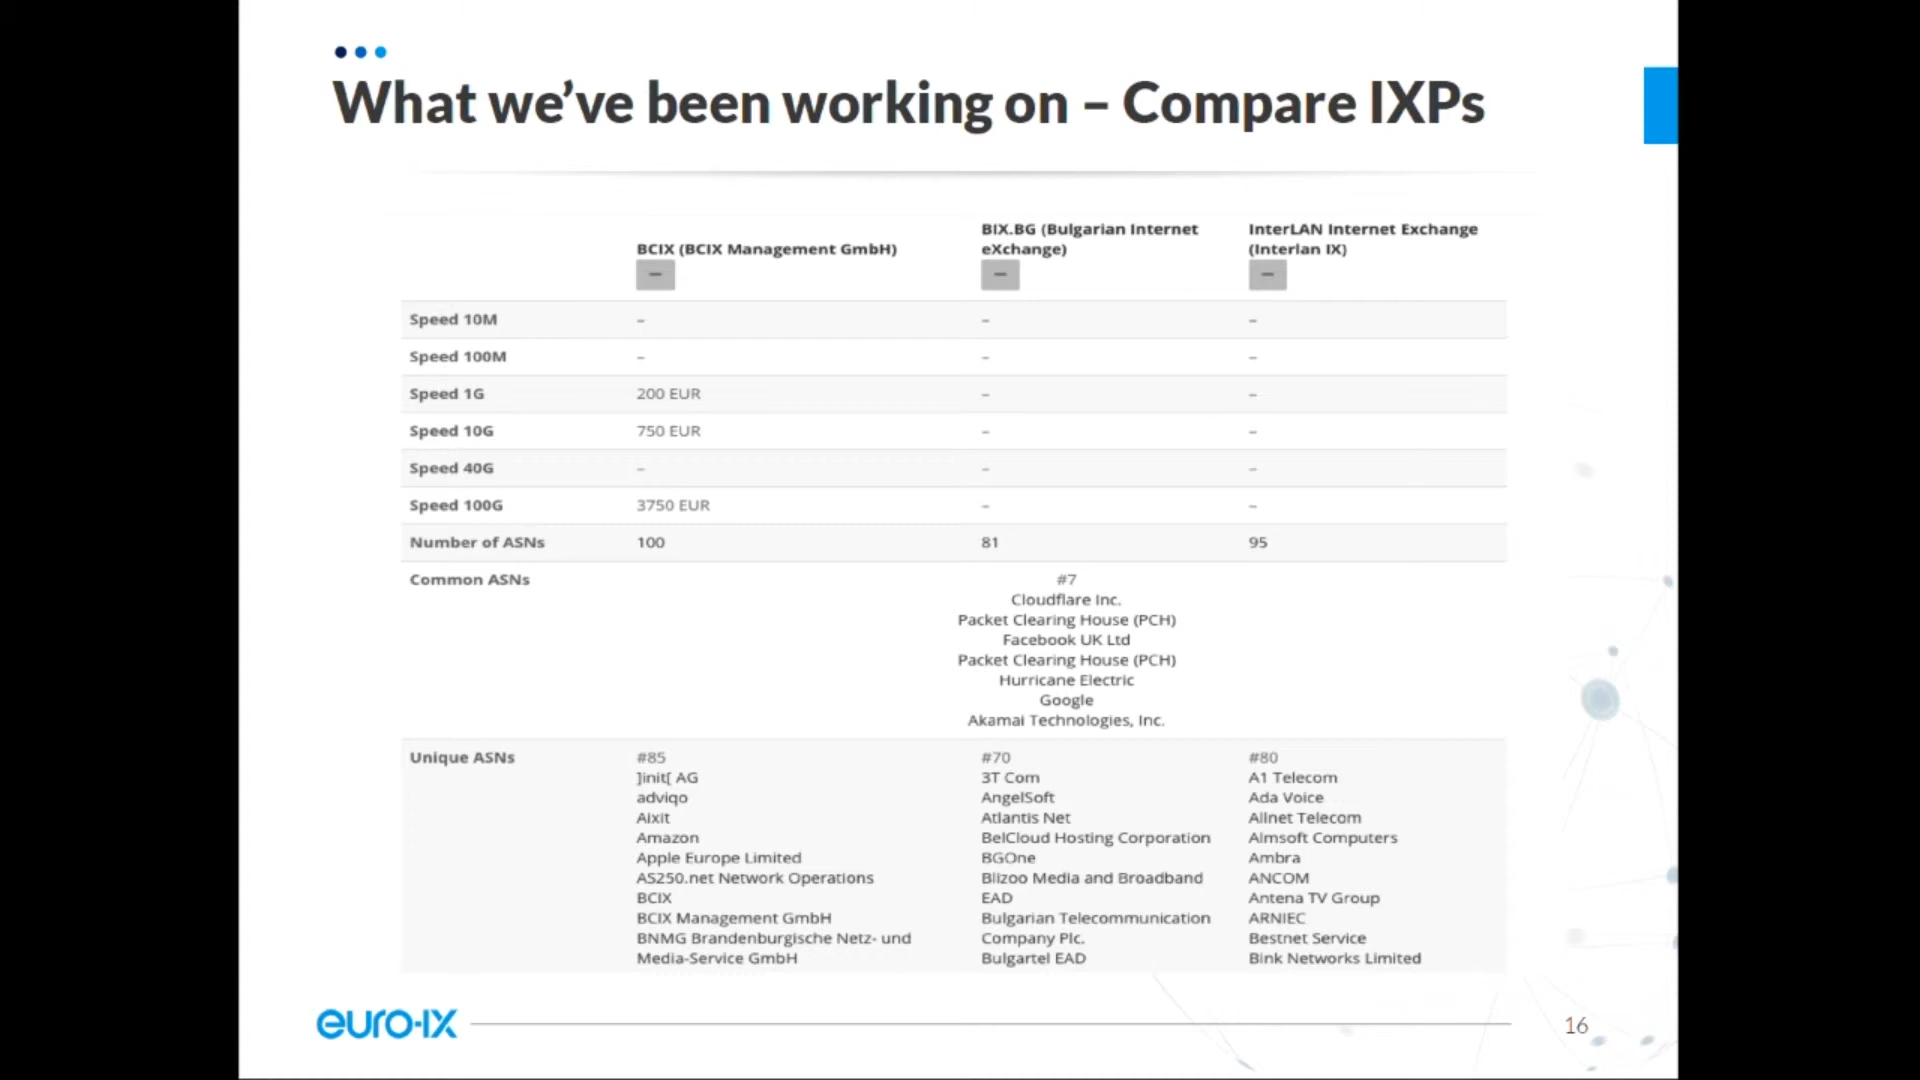 What we've been working on – Compare IXPs
BCIX (BCIX Management GmbH)
BIX.BG (Bulgarian Internet
eXchange)
InterLAN Internet Exchange
(Interlan IX)
– – –
Speed 10M – – –
Speed 100M – – –
Speed 1G 200 EUR – –
Speed 10G 750 EUR – –
Speed 40G – – –
Speed 100G 3750 EUR – –
Number of ASNs 100 81 95
Common ASNs #7
Cloudflare Inc.
Packet Clearing House (PCH)
Facebook UK Ltd
Packet Clearing House (PCH)
Hurricane Electric
Google
Akamai Technologies, Inc.
Unique ASNs
#85
]init[ AG
adviqo
Aixit
Amazon
Apple Europe Limited
AS250.net Network Operations
BCIX
BCIX Management GmbH
BNMG Brandenburgische Netz- und
Media-Service GmbH
#70
3T Com
AngelSoft
Atlantis Net
BelCloud Hosting Corporation
BGOne
Blizoo Media and Broadband
EAD
Bulgarian Telecommunication
Company Plc.
Bulgartel EAD
#80
A1 Telecom
Ada Voice
Allnet Telecom
Almsoft Computers
Ambra
ANCOM
Antena TV Group
ARNIEC
Bestnet Service
Bink Networks Limited
euro-IX
16